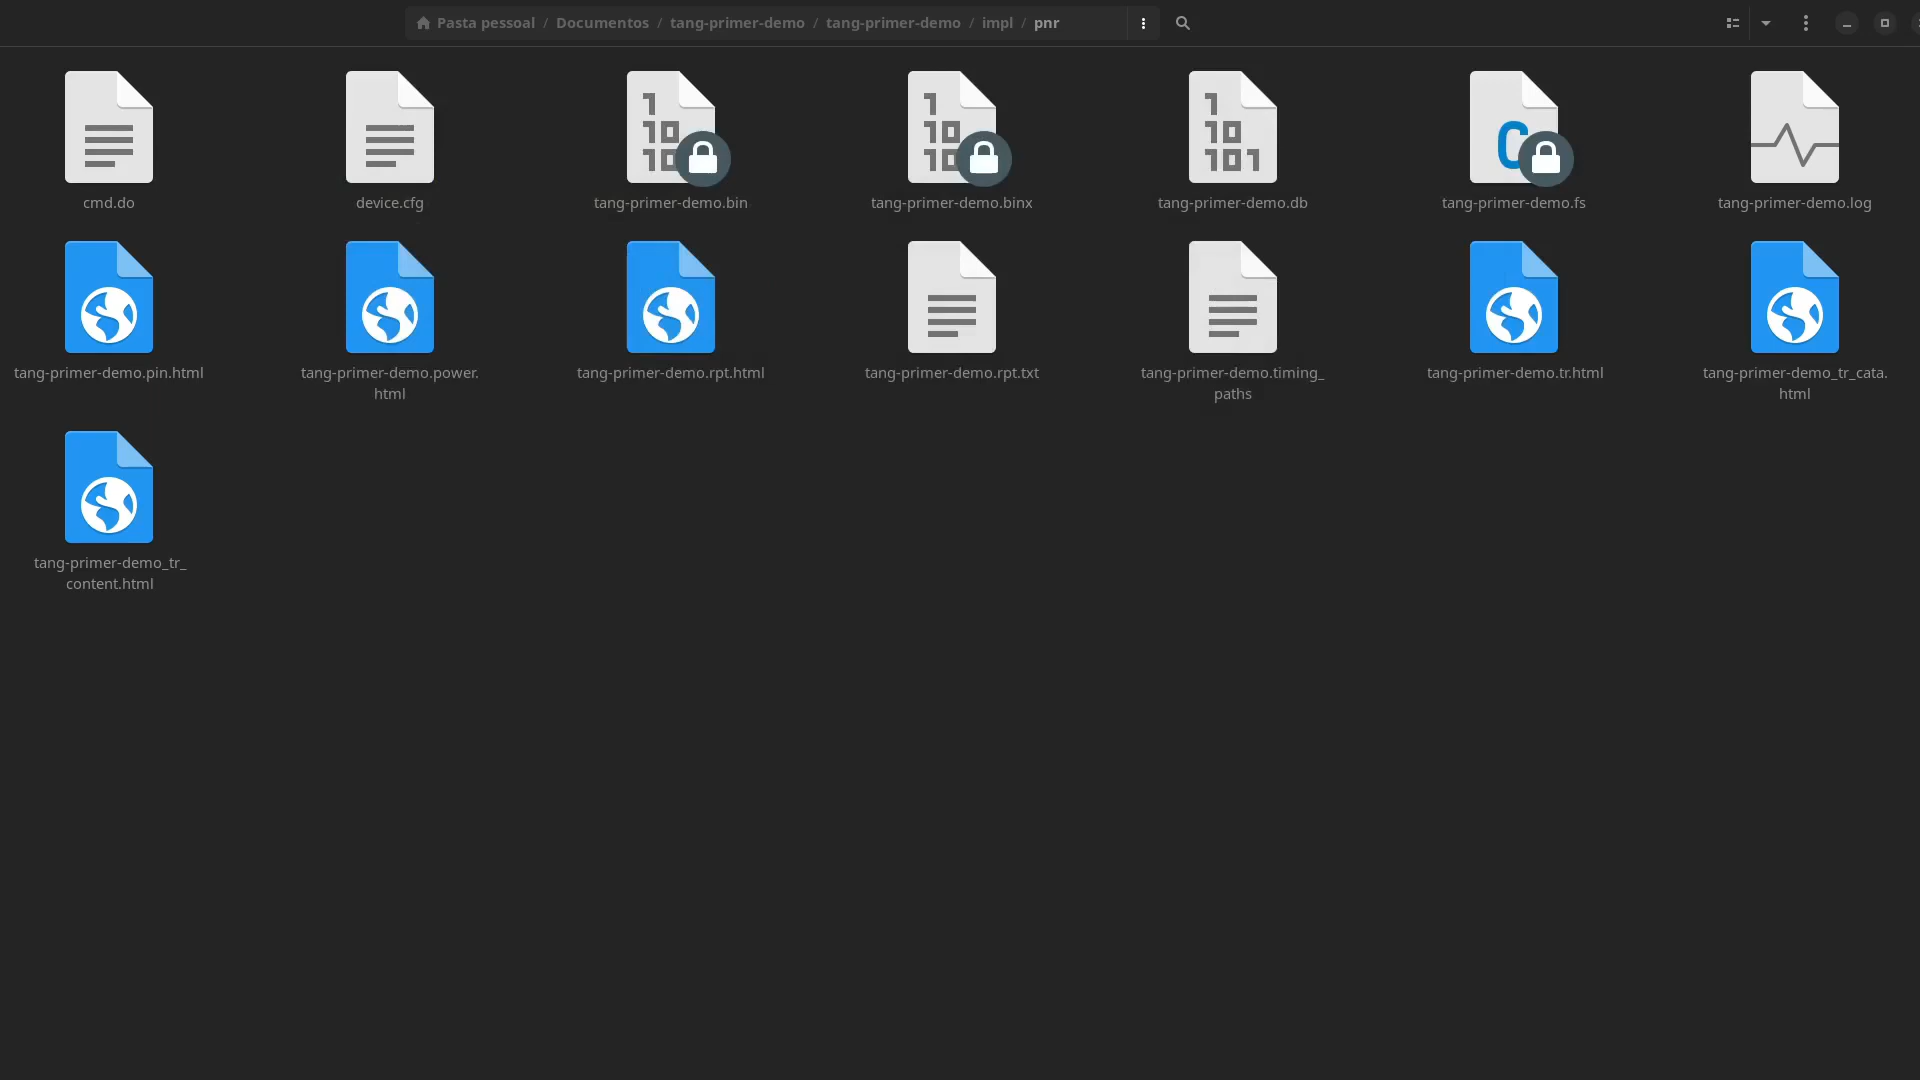 Pasta pessoal / Documentos / tang-primer-demo / tang-primer-demo / impl / pnr
cmd.do
device.cfg
tang-primer-demo.bin
tang-primer-demo.binx
tang-primer-demo.db
tang-primer-demo.fs
tang-primer-demo.log
tang-primer-demo.pin.html
tang-primer-demo.power.
html
tang-primer-demo.rpt.html
tang-primer-demo.rpt.txt
tang-primer-demo.timing_
paths
tang-primer-demo.tr.html
tang-primer-demo_tr_cata.
html
tang-primer-demo_tr_
content.html